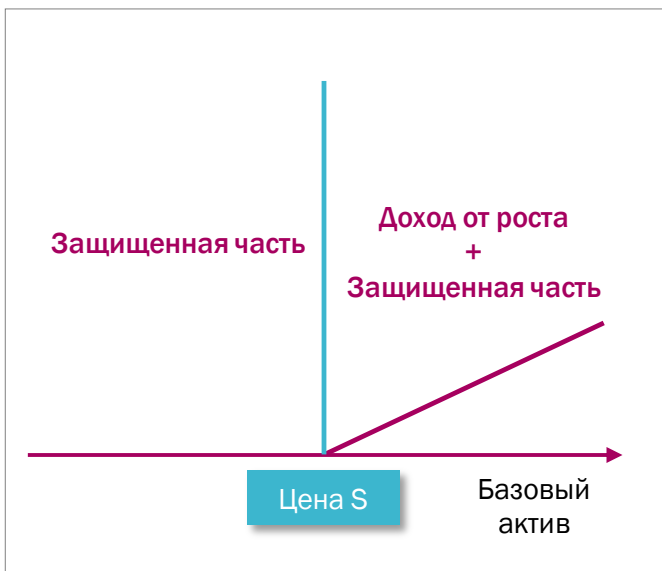 Защищенная часть
Доход от роста
+
Защищенная часть
Цена S
Базовый
актив